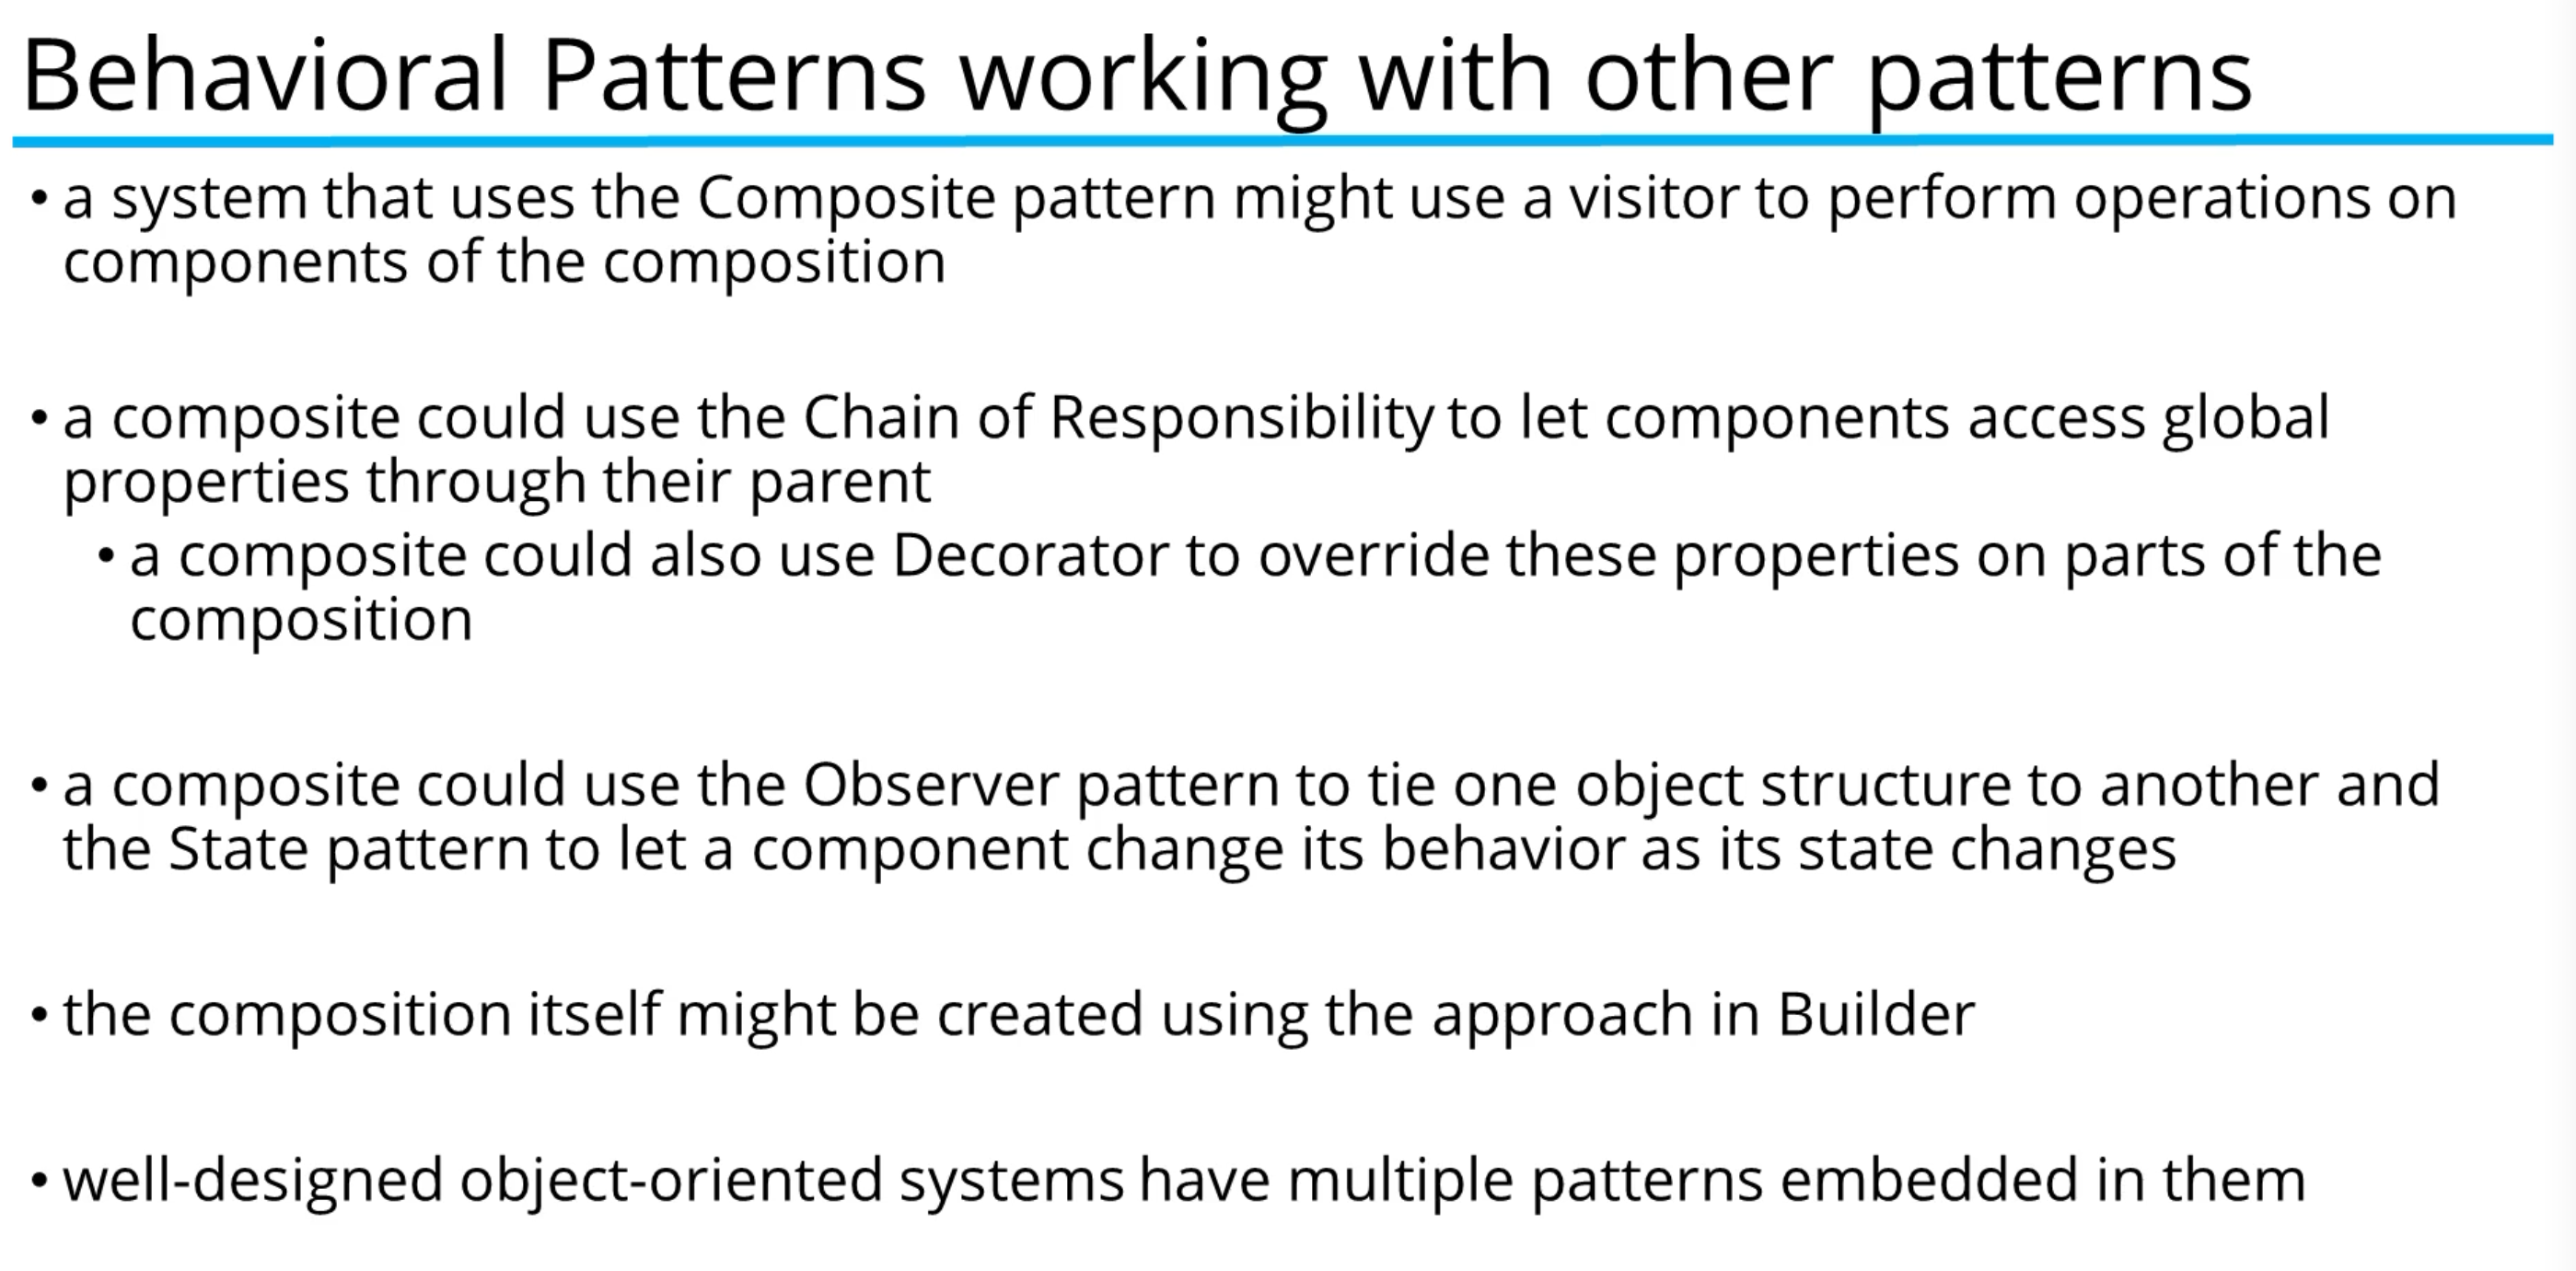 Behavioral Patterns working with other patterns
• a system that uses the Composite pattern might use a visitor to perform operations on
components of the composition
• a composite could use the Chain of Responsibility to let components access global
properties through their parent
• a composite could also use Decorator to override these properties on parts of the
composition
• a composite could use the Observer pattern to tie one object structure to another and
the State pattern to let a component change its behavior as its state changes
• the composition itself might be created using the approach in Builder
• well-designed object-oriented systems have multiple patterns embedded in them